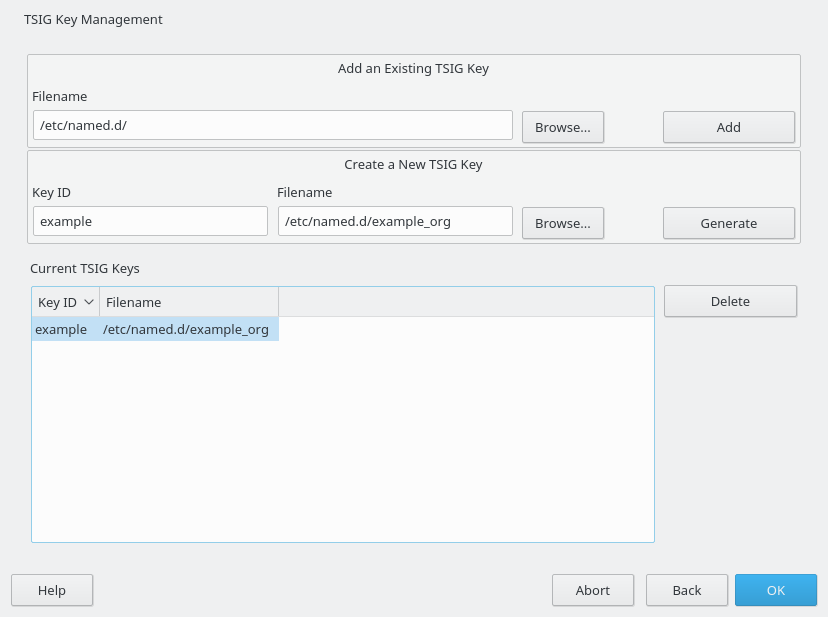 TSIG Key Management
Add an Existing TSIG Key
Filename
/etc/named.d/ Browse... Add
Create a New TSIG Key
Key ID Filename
example /etc/named.d/example_org Browse... Generate
Current TSIG Keys
Key ID Filename Delete
example /etc/named.d/example_org
Help Abort Back OK